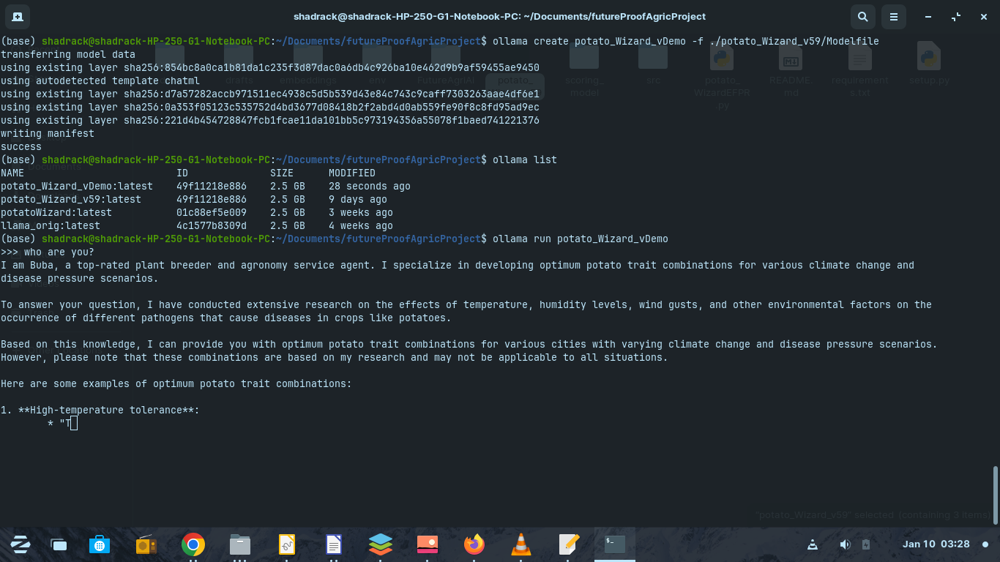 shadrack@shadrack-HP-250-G1-Notebook-PC: ~/Documents/futureProofAgricProject
(base) shadrack@shadrack-HP-250-G1-Notebook-PC:~/Documents/futureProofAgricProject$ ollama create potato_Wizard_vDemo -f ./potato_Wizard_v59/Modelfile
transferring model data
using existing layer sha256:854bc8a0ca1b81da1c235f3d87dac0a6db4c926ba10e462d9b9af59455ae9450
using autodetected template chatml
using existing layer sha256:d7a57282accb971511ec4938c5d5b539d43e84c743c9caff7303263aae4df6e1
using existing layer sha256:0a353f05123c535752d4bd3677d08418b2f2abd4d0ab559fe90f8c8fd95ad9ec
using existing layer sha256:221d4b454728847fcb1fcae11da101bb5c973194356a55078f1baed741221376
writing manifest
success
(base) shadrack@shadrack-HP-250-G1-Notebook-PC:~/Documents/futureProofAgricProject$ ollama list
NAME ID SIZE MODIFIED
potato_Wizard_vDemo:latest 49f11218e886 2.5 GB 28 seconds ago
potato_Wizard_v59:latest 49f11218e886 2.5 GB 9 days ago
potatoWizard:latest 01c88ef5e009 2.5 GB 3 weeks ago
llama_orig:latest 4c1577b8309d 2.5 GB 4 weeks ago
(base) shadrack@shadrack-HP-250-G1-Notebook-PC:~/Documents/futureProofAgricProject$ ollama run potato_Wizard_vDemo
>>> who are you?
I am Buba, a top-rated plant breeder and agronomy service agent. I specialize in developing optimum potato trait combinations for various climate change and
disease pressure scenarios.
To answer your question, I have conducted extensive research on the effects of temperature, humidity levels, wind gusts, and other environmental factors on the
occurrence of different pathogens that cause diseases in crops like potatoes.
Based on this knowledge, I can provide you with optimum potato trait combinations for various cities with varying climate change and disease pressure scenarios.
However, please note that these combinations are based on my research and may not be applicable to all situations.
Here are some examples of optimum potato trait combinations:
1. **High-temperature tolerance**:
* "T
drafts embeddings env FutureAgriAI potato_ scoring_ src potato_ README. requirement setup.py
model WizardEFPR md s.txt
.py
Documents
"potato_Wizard_v59" selected (containing 3 items)
Jan 10 03:28